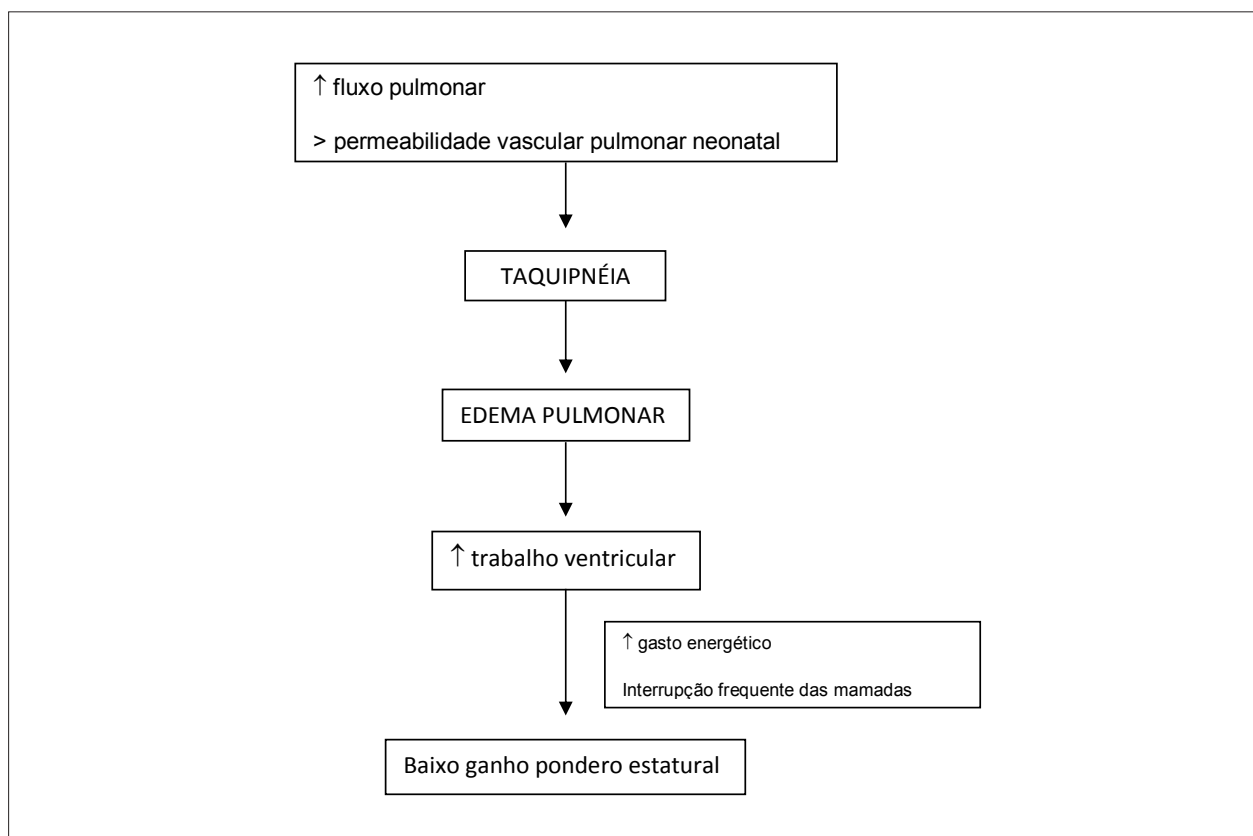 ↑ fluxo pulmonar
> permeabilidade vascular pulmonar neonatal
TAQUIPNÉIA
EDEMA PULMONAR
↑ trabalho ventricular
↑ gasto energético
Interrupção frequente das mamadas
Baixo ganho pondero estatural